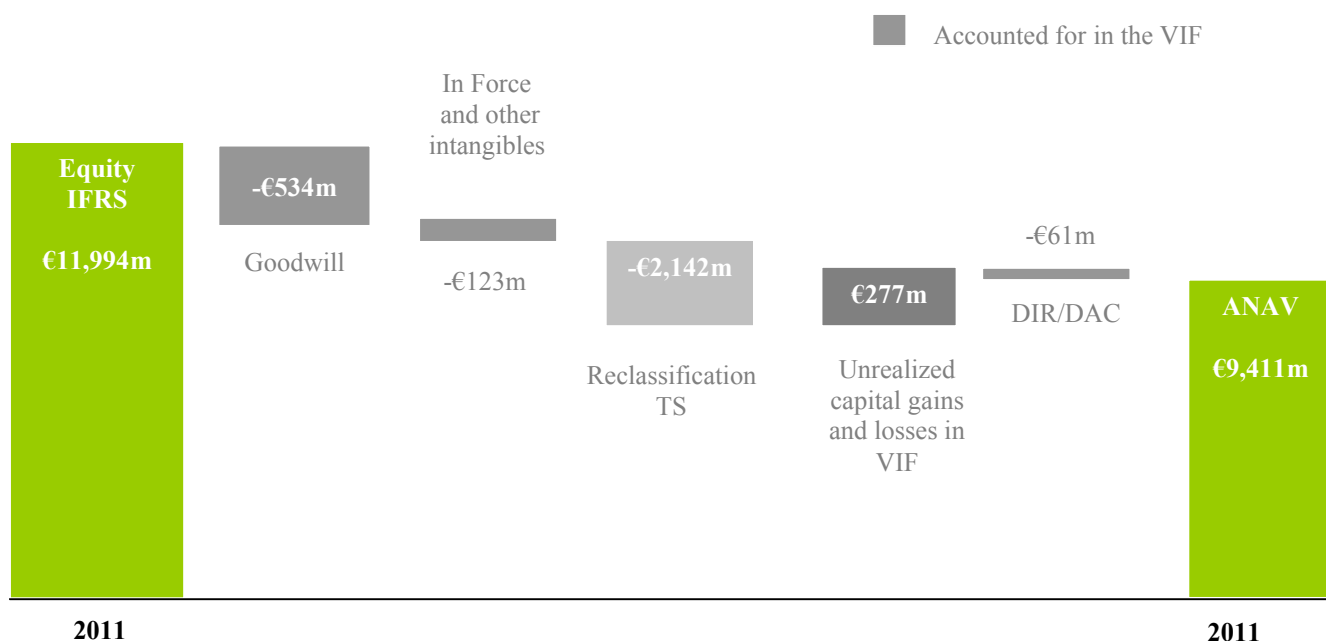 Accounted for in the VIF
In Force
and other
intangibles
Equity
IFRS
€11,994m
-€534m
Goodwill
-€123m
-€2,142m
Reclassification
TS
€277m
Unrealized
capital gains
and losses in
VIF
-€61m
DIR/DAC
ANAV
€9,411m
2011
2011